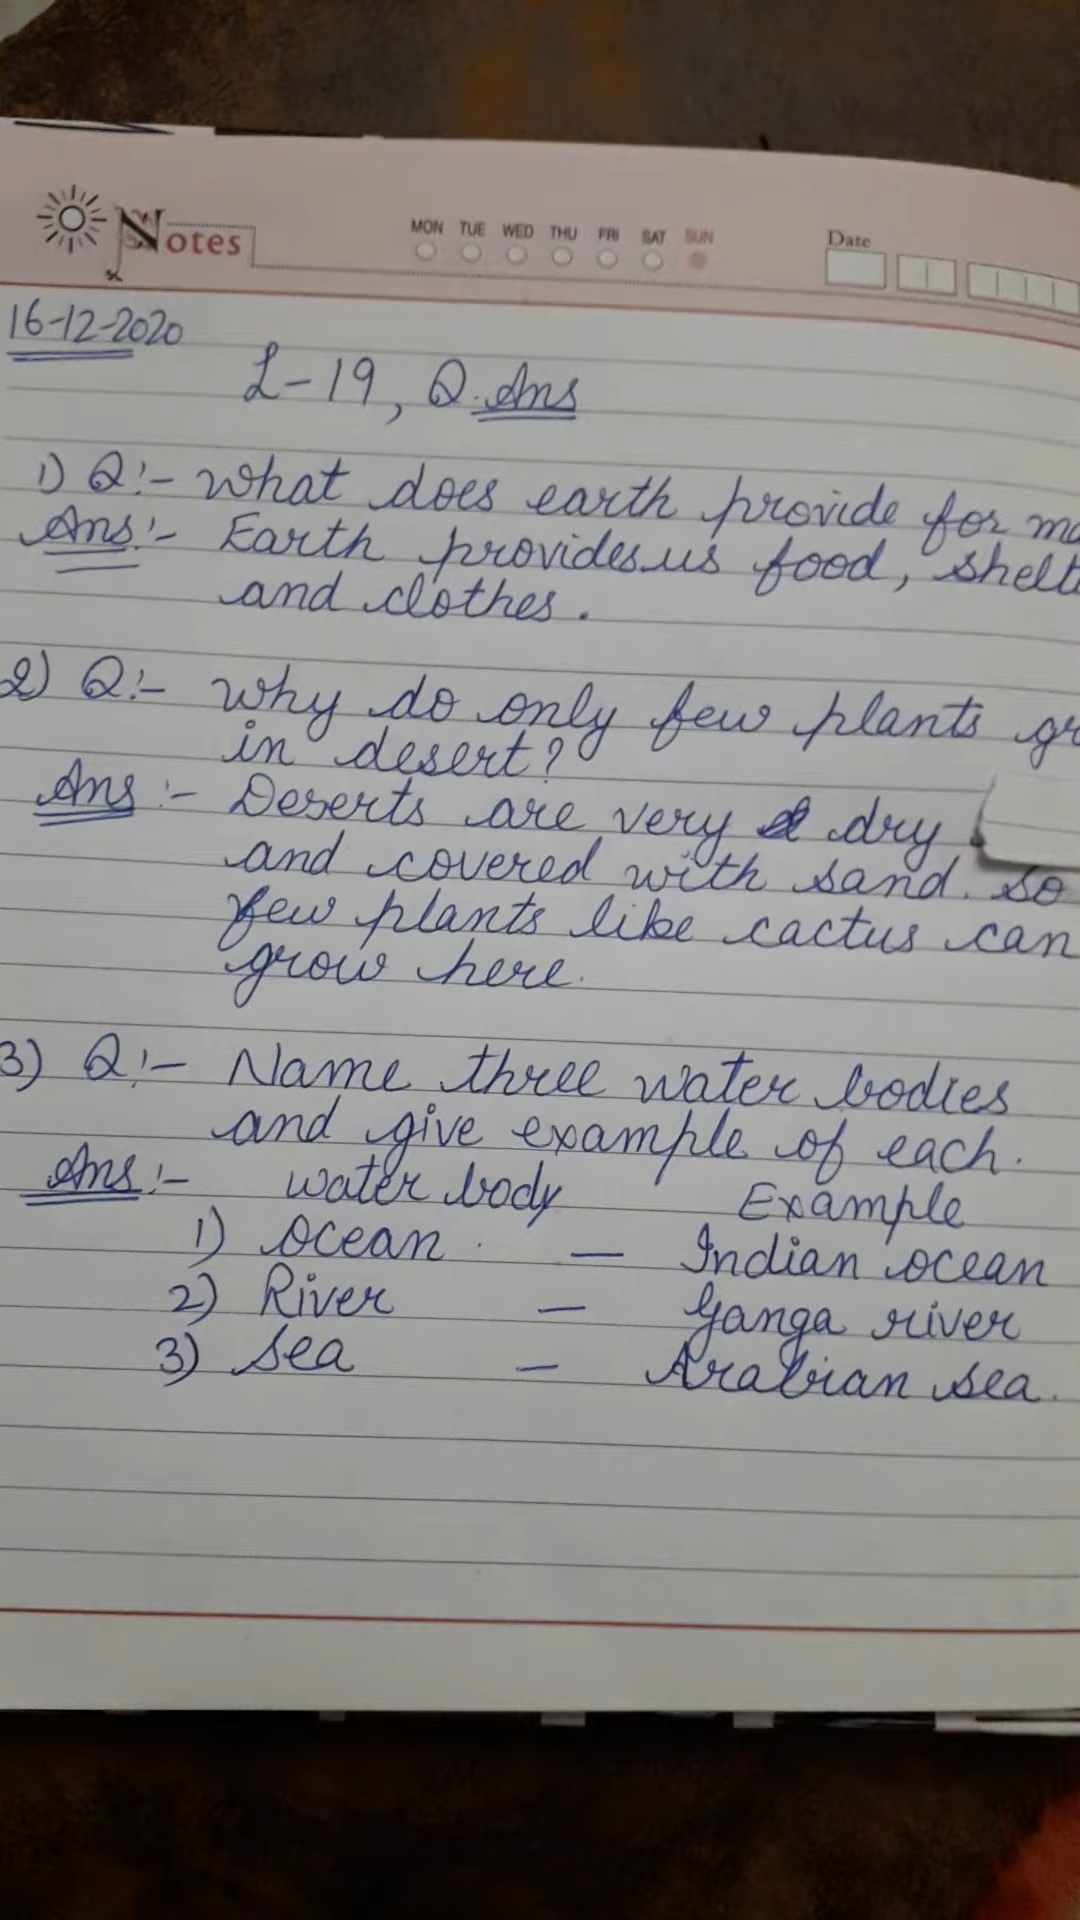 Notes
MON TUE WED THU FRI SAT SUN
Date
16-12-2020
L-19, Q. Ans
1) Q:- What does earth provide for
Ans:- Earth provides us food,
and clothes.
2) Q:- Why do only few plants
in desert?
Ans:- Deserts are very dry
and covered with sand. So
few plants like cactus can
grow here.
3) Q:- Name three water bodies
and give example of each.
Ans:- water body Example
1) Ocean - Indian ocean
2) River - Ganga river
3) Sea - Arabian sea.